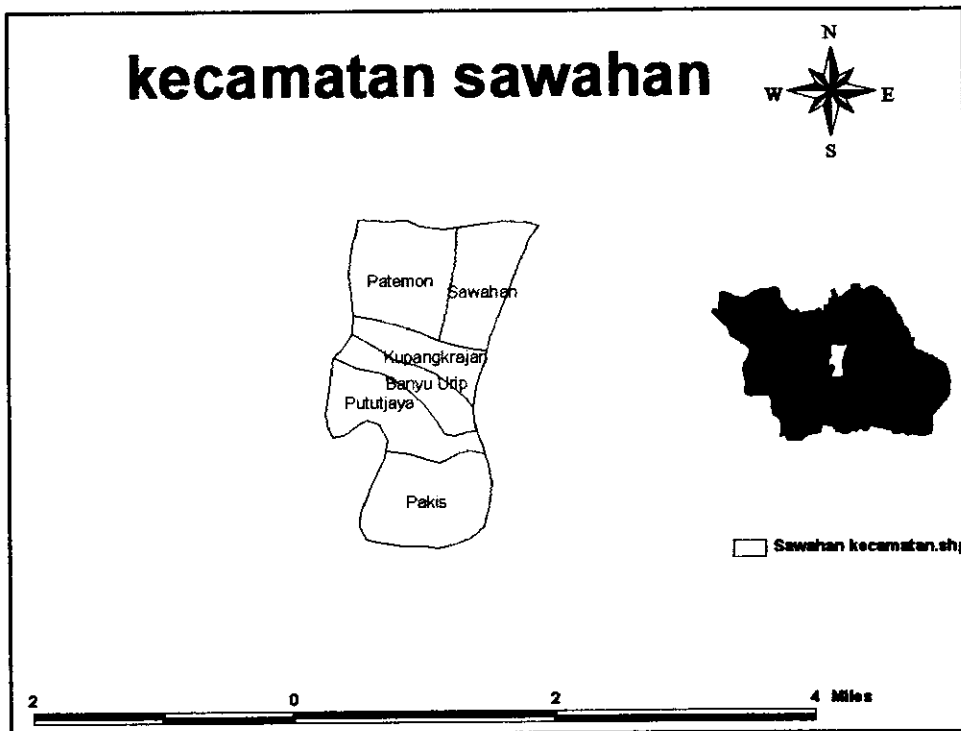 kecamatan sawahan
N
W E
S
Patemon
Sawahan
Kupangkrajan
Banyu Urip
Pututjaya
Pakis
Sawahan kecamatan.shp
2 0 2 4 Miles